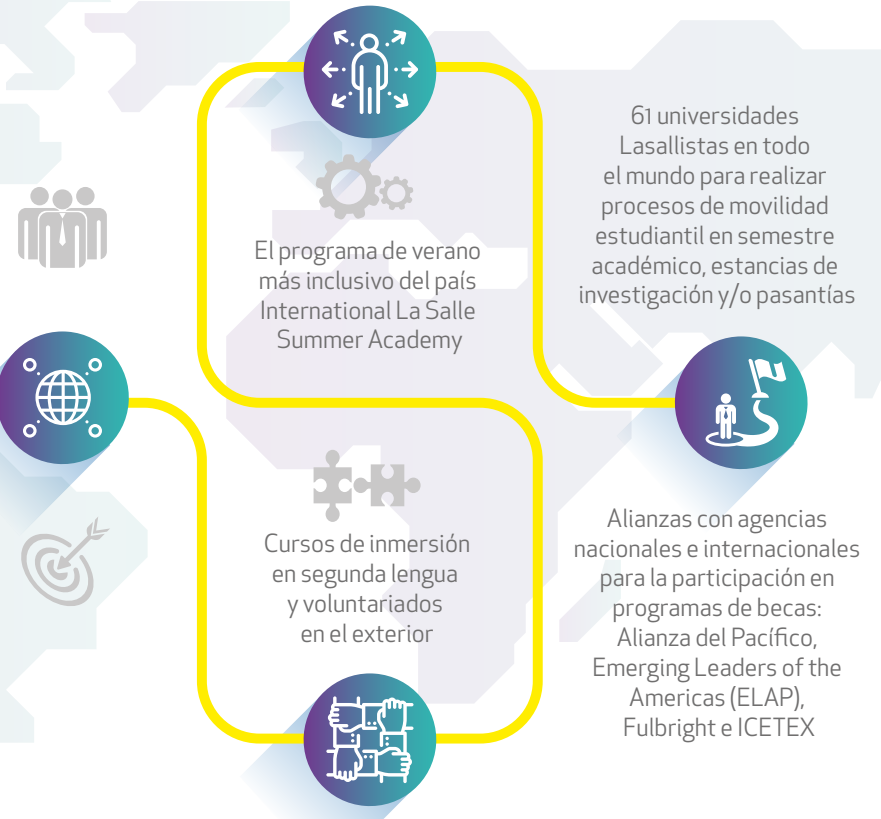 El programa de verano
más inclusivo del país
International La Salle
Summer Academy
Cursos de inmersión
en segunda lengua
y voluntariados
en el exterior
61 universidades
Lasallistas en todo
el mundo para realizar
procesos de movilidad
estudiantil en semestre
académico, estancias de
investigación y/o pasantías
Alianzas con agencias
nacionales e internacionales
para la participación en
programas de becas:
Alianza del Pacífico,
Emerging Leaders of the
Americas (ELAP),
Fulbright e ICETEX